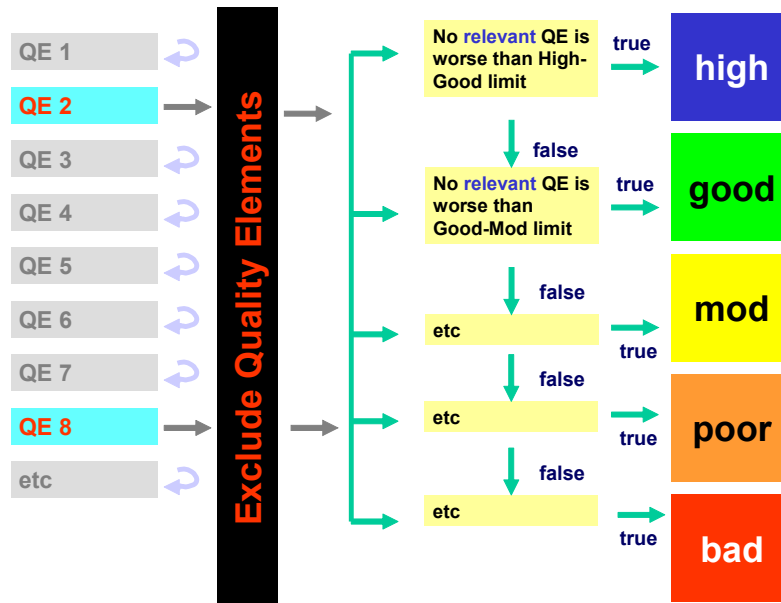 QE 1
QE 2
QE 3
QE 4
QE 5
QE 6
QE 7
QE 8
etc
Exclude Quality Elements
No relevant QE is
worse than High-
Good limit
true
high
false
No relevant QE is
worse than
Good-Mod limit
true
good
false
etc
true
mod
false
etc
true
poor
false
etc
true
bad